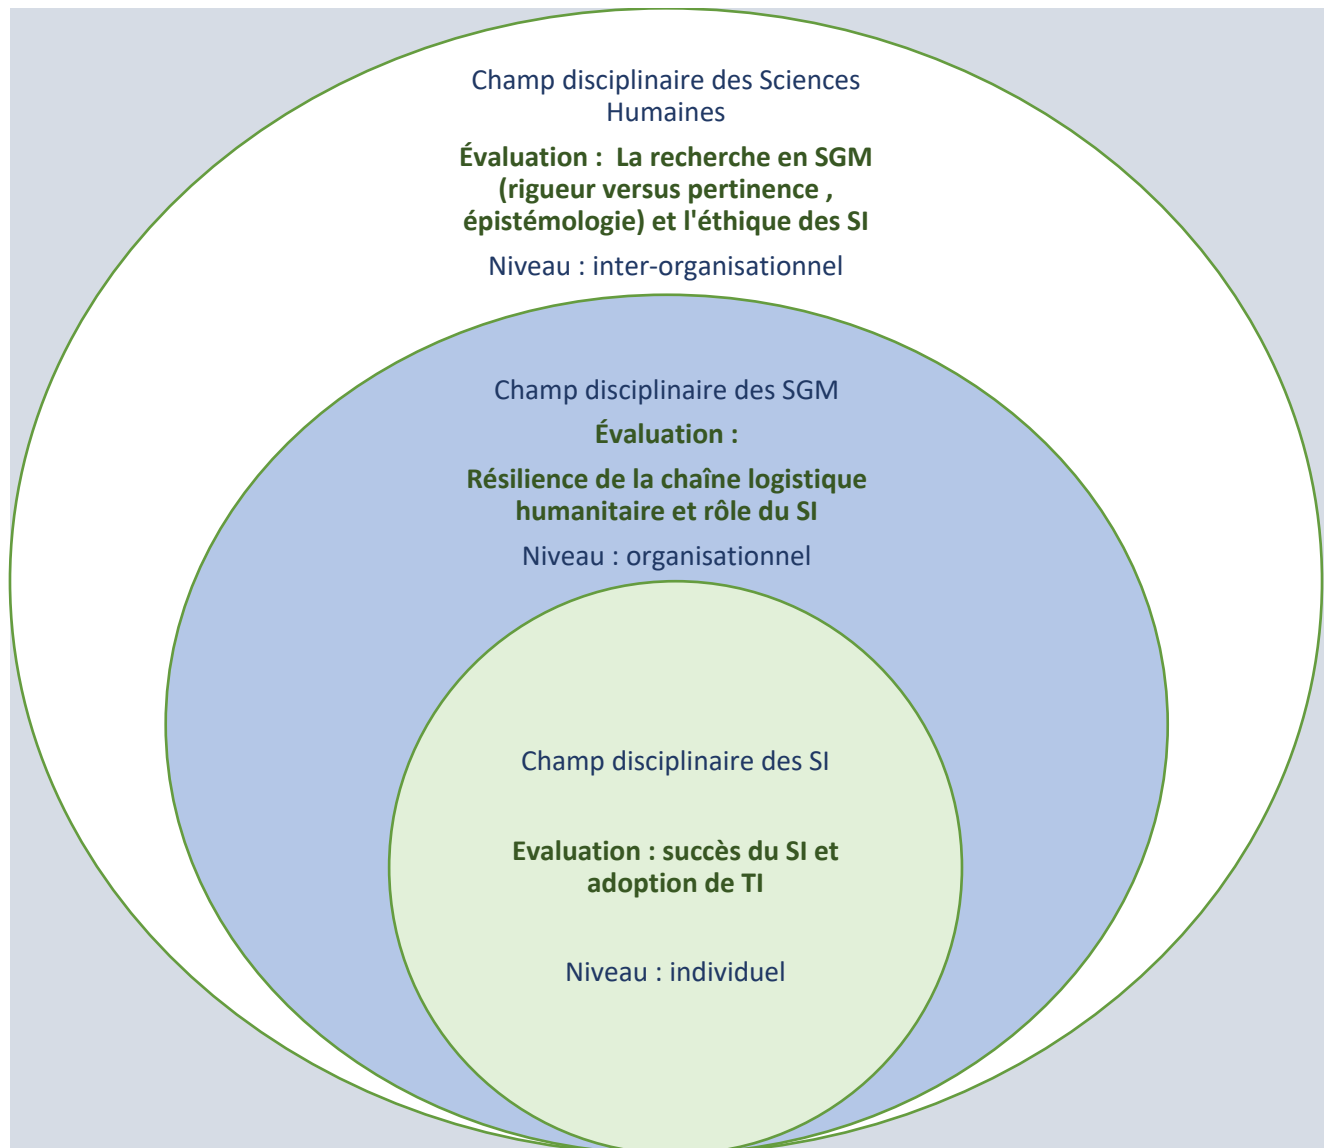 Champ disciplinaire des Sciences
Humaines
Évaluation :  La recherche en SGM
(rigueur versus pertinence ,
épistémologie) et l'éthique des SI
Niveau : inter-organisationnel
Champ disciplinaire des SGM
Évaluation :
Résilience de la chaîne logistique
humanitaire et rôle du SI
Niveau : organisationnel
Champ disciplinaire des SI
Evaluation : succès du SI et
adoption de TI
Niveau : individuel